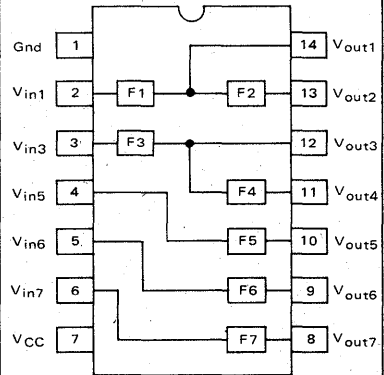 Gnd 1 14 Vout1
Vin1 2 F1 F2 13 Vout2
Vin3 3 F3 12 Vout3
Vin5 4 F4 11 Vout4
Vin6 5 F5 10 Vout5
Vin7 6 F6 9 Vout6
VCC 7 F7 8 Vout7